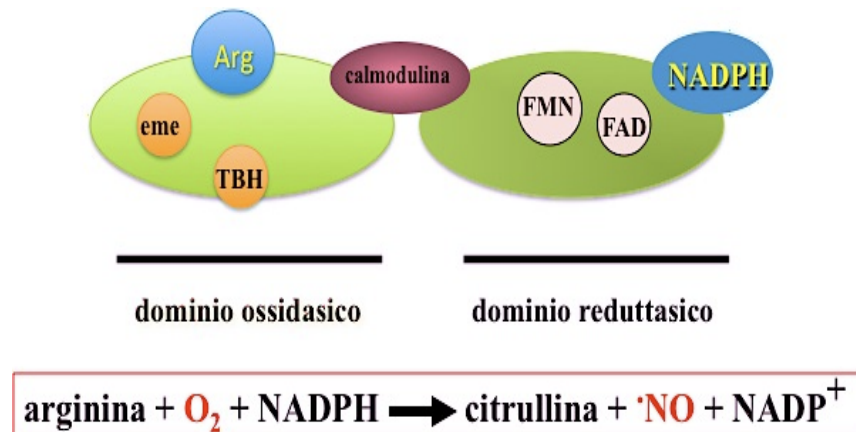 Arg
calmodulina
NADPH
eme
FMN
FAD
TBH
dominio ossidasico
dominio reduttasico
arginina + O₂ + NADPH → citrullina + ·NO + NADP⁺